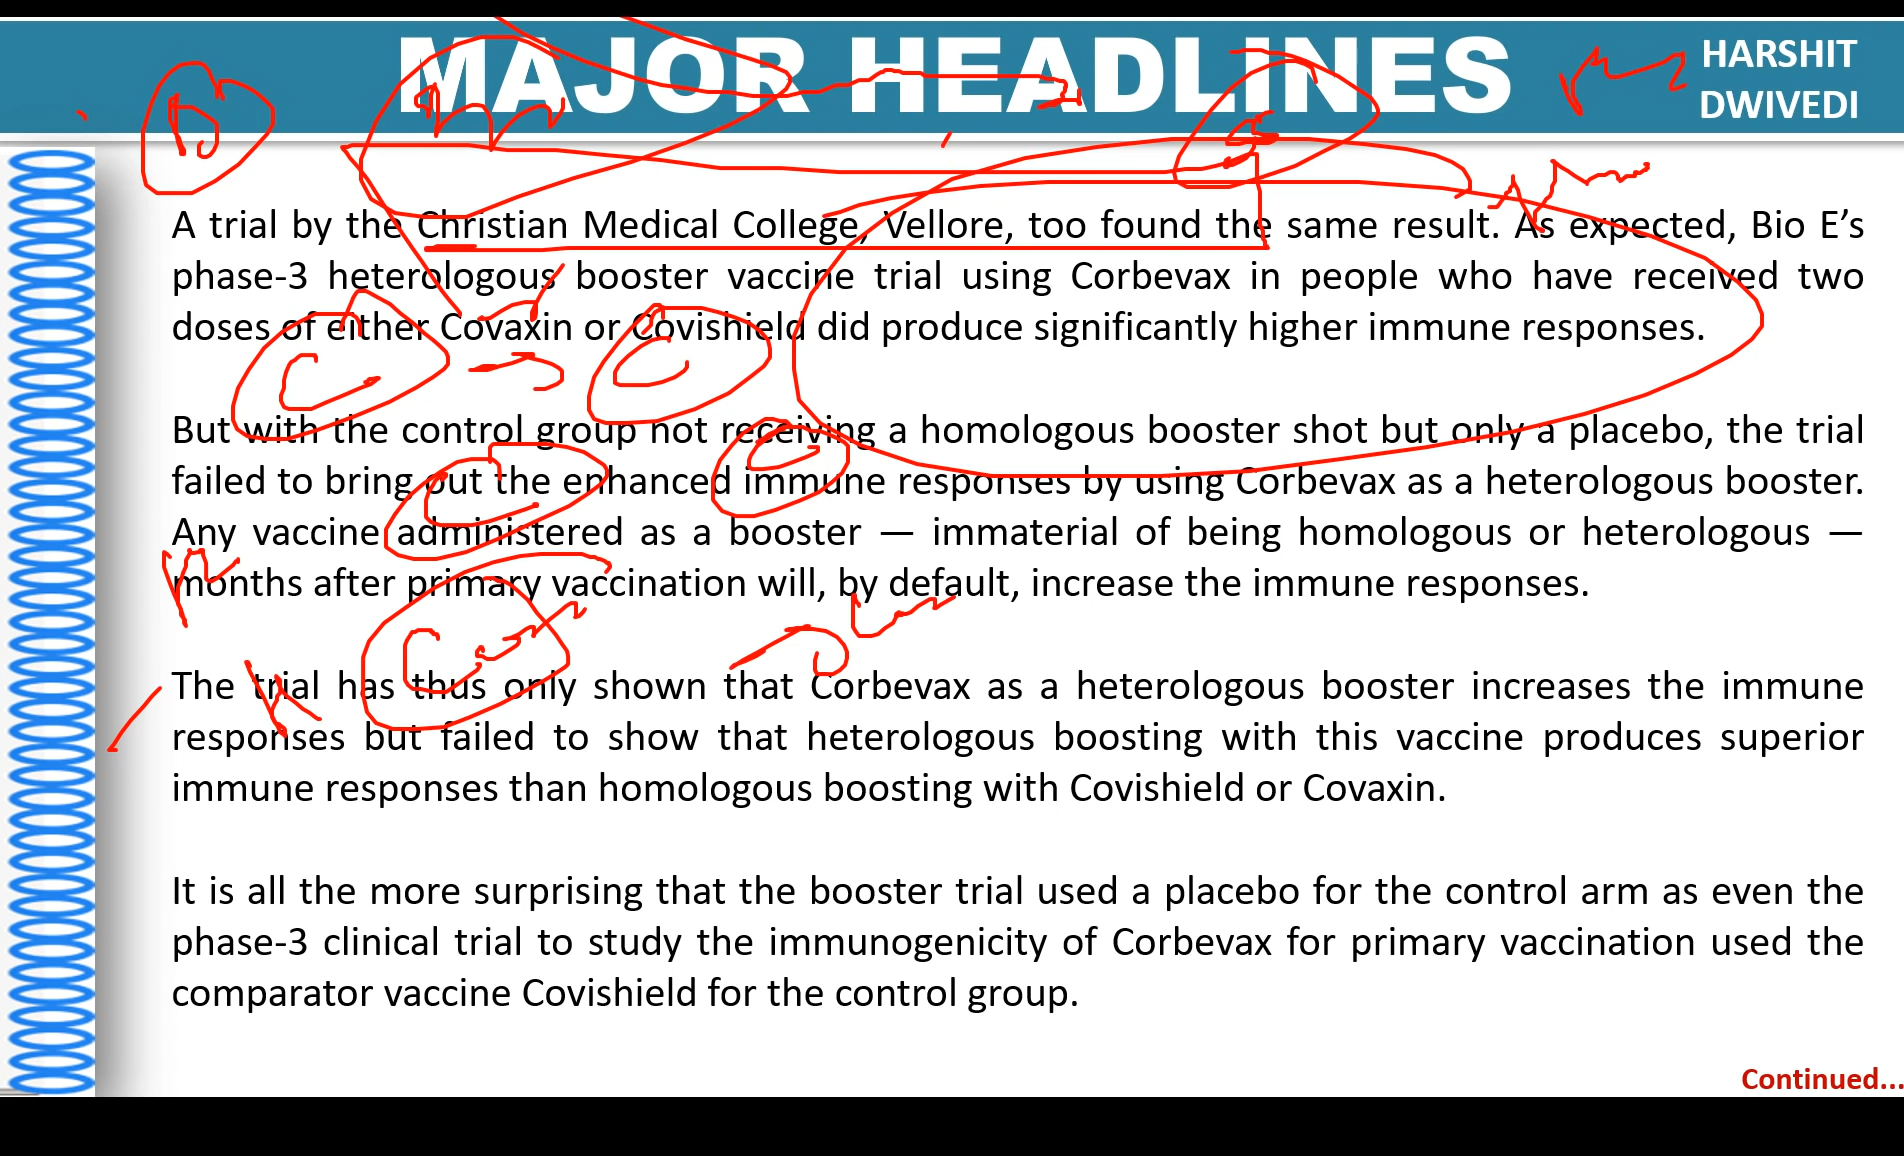 MAJOR HEADLINES
HARSHIT
DWIVEDI
A trial by the Christian Medical College, Vellore, too found the same result. As expected, Bio E’s
phase-3 heterologous booster vaccine trial using Corbevax in people who have received two
doses of either Covaxin or Covishield did produce significantly higher immune responses.
But with the control group not receiving a homologous booster shot but only a placebo, the trial
failed to bring out the enhanced immune responses by using Corbevax as a heterologous booster.
Any vaccine administered as a booster — immaterial of being homologous or heterologous —
months after primary vaccination will, by default, increase the immune responses.
The trial has thus only shown that Corbevax as a heterologous booster increases the immune
responses but failed to show that heterologous boosting with this vaccine produces superior
immune responses than homologous boosting with Covishield or Covaxin.
It is all the more surprising that the booster trial used a placebo for the control arm as even the
phase-3 clinical trial to study the immunogenicity of Corbevax for primary vaccination used the
comparator vaccine Covishield for the control group.
Continued...